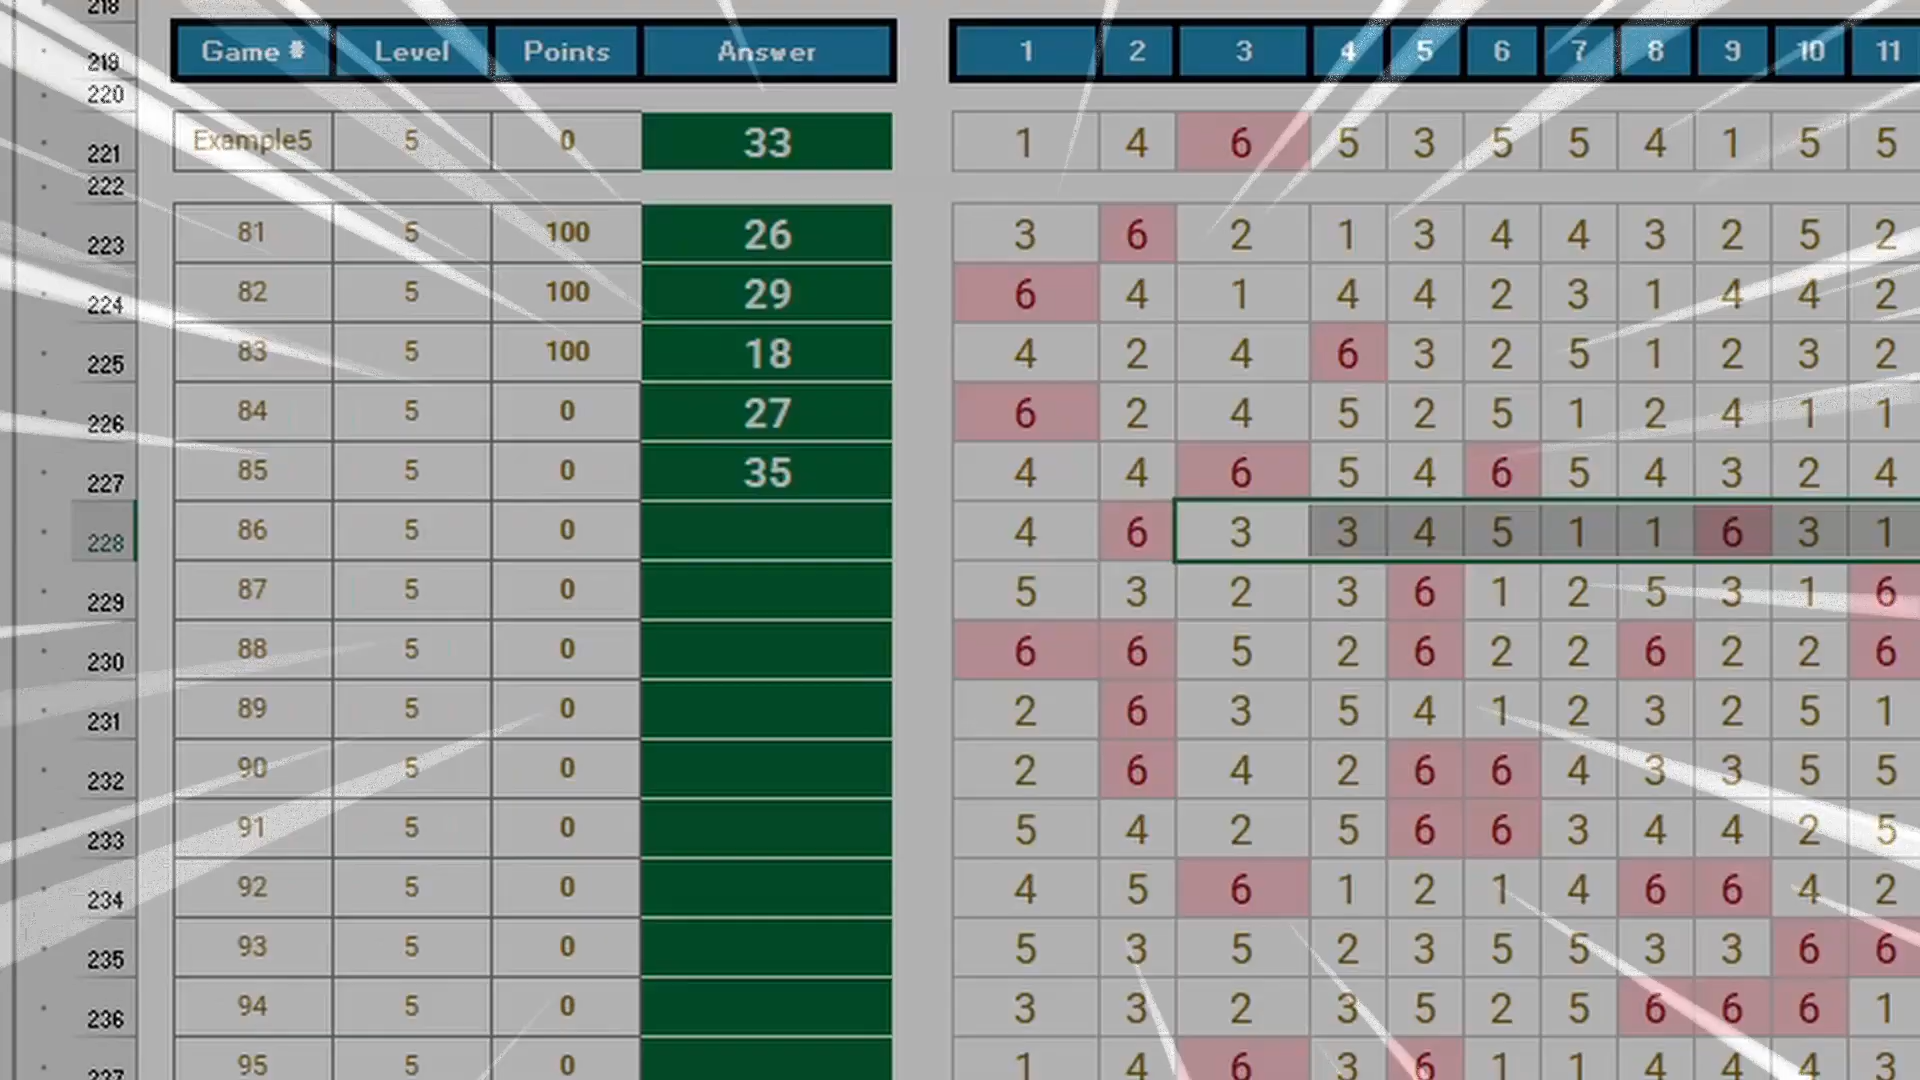 218
219 Game # Level Points Answer 1 2 3 4 5 6 7 8 9 10 11
220
221 Example5 5 0 33 1 4 6 5 3 5 5 4 1 5 5
222
223 81 5 100 26 3 6 2 1 3 4 4 3 2 5 2
224 82 5 100 29 6 4 1 4 4 2 3 1 4 4 2
225 83 5 100 18 4 2 4 6 3 2 5 1 2 3 2
226 84 5 0 27 6 2 4 5 2 5 1 2 4 1 1
227 85 5 0 35 4 4 6 5 4 6 5 4 3 2 4
228 86 5 0 4 6 3 3 4 5 1 1 6 3 1
229 87 5 0 5 3 2 3 6 1 2 5 3 1 6
230 88 5 0 6 6 5 2 6 2 2 6 2 2 6
231 89 5 0 2 6 3 5 4 1 2 3 2 5 1
232 90 5 0 2 6 4 2 6 6 4 3 3 5 5
233 91 5 0 5 4 2 5 6 6 3 4 4 2 5
234 92 5 0 4 5 6 1 2 1 4 6 6 4 2
235 93 5 0 5 3 5 2 3 5 5 3 3 6 6
236 94 5 0 3 3 2 3 5 2 5 6 6 6 1
237 95 5 0 1 4 6 3 6 1 1 4 4 4 3